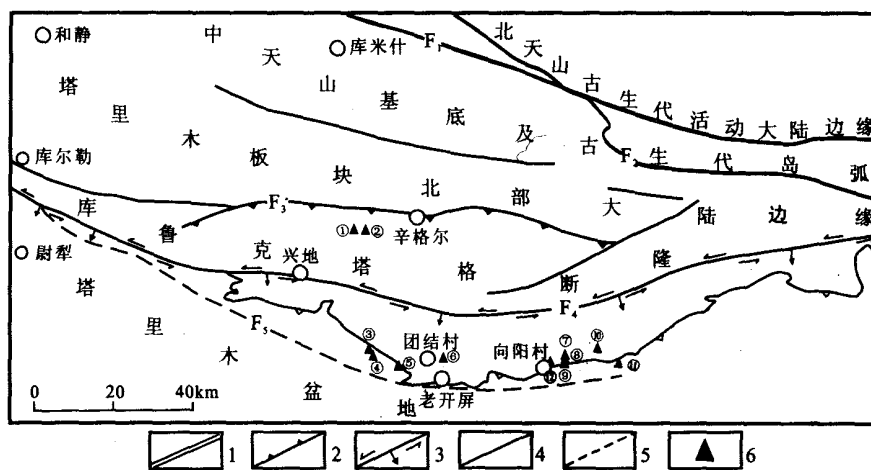 和静
库米什
库尔勒
尉犁
辛格尔
兴地
团结村
向阳村
老开屏
北天山古生代活动大陆边缘
中天山基底及古生代岛弧
塔里木板块北部大陆边缘
库鲁克塔格断隆
塔里木盆地
F₁
F₂
F₃
F₄
F₅
① ②
③
④
⑤
⑥
⑦
⑧
⑨
⑩
⑪
⑫
0 20 40km
1 2 3 4 5 6